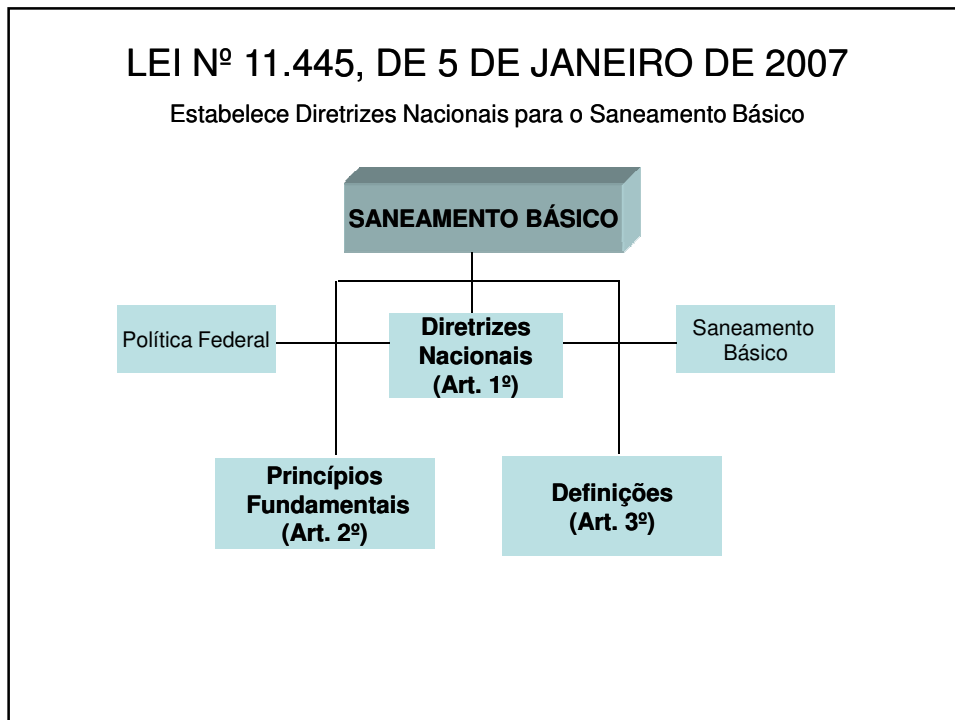 LEI Nº 11.445, DE 5 DE JANEIRO DE 2007
Estabelece Diretrizes Nacionais para o Saneamento Básico
SANEAMENTO BÁSICO
Política Federal
Diretrizes
Nacionais
(Art. 1º)
Saneamento
Básico
Princípios
Fundamentais
(Art. 2º)
Definições
(Art. 3º)